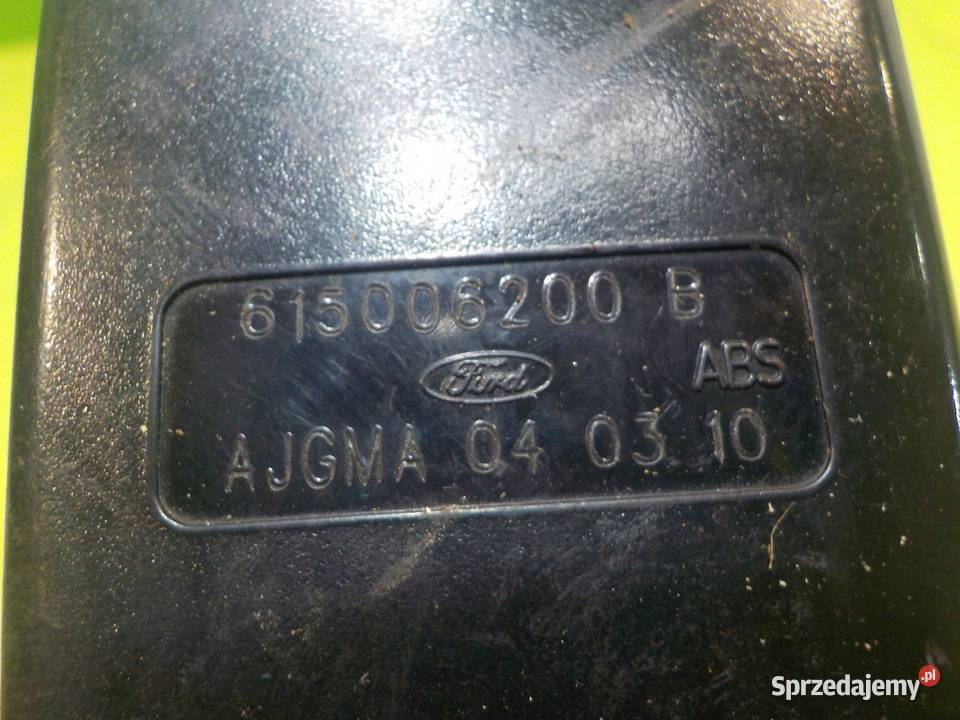 615006200 B
Ford
ABS
AJGMA 04 03 10
Sprzedajemy.pl